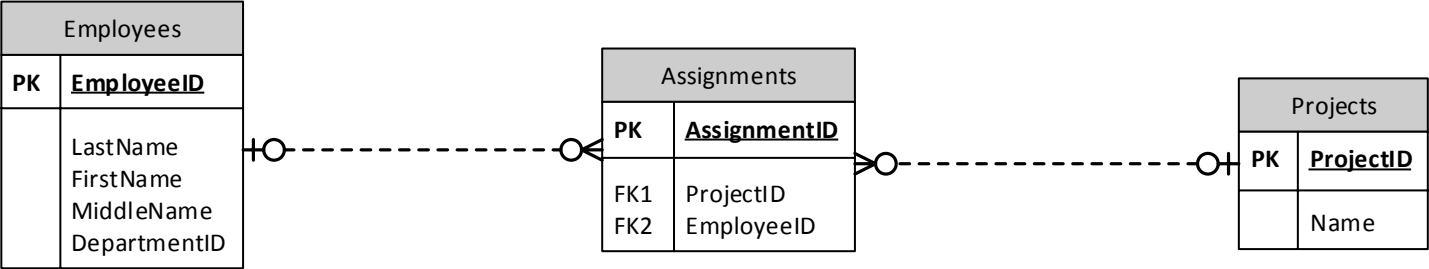 Employees
PK EmployeeID
LastName
FirstName
MiddleName
DepartmentID
Assignments
PK AssignmentID
FK1 ProjectID
FK2 EmployeeID
Projects
PK ProjectID
Name